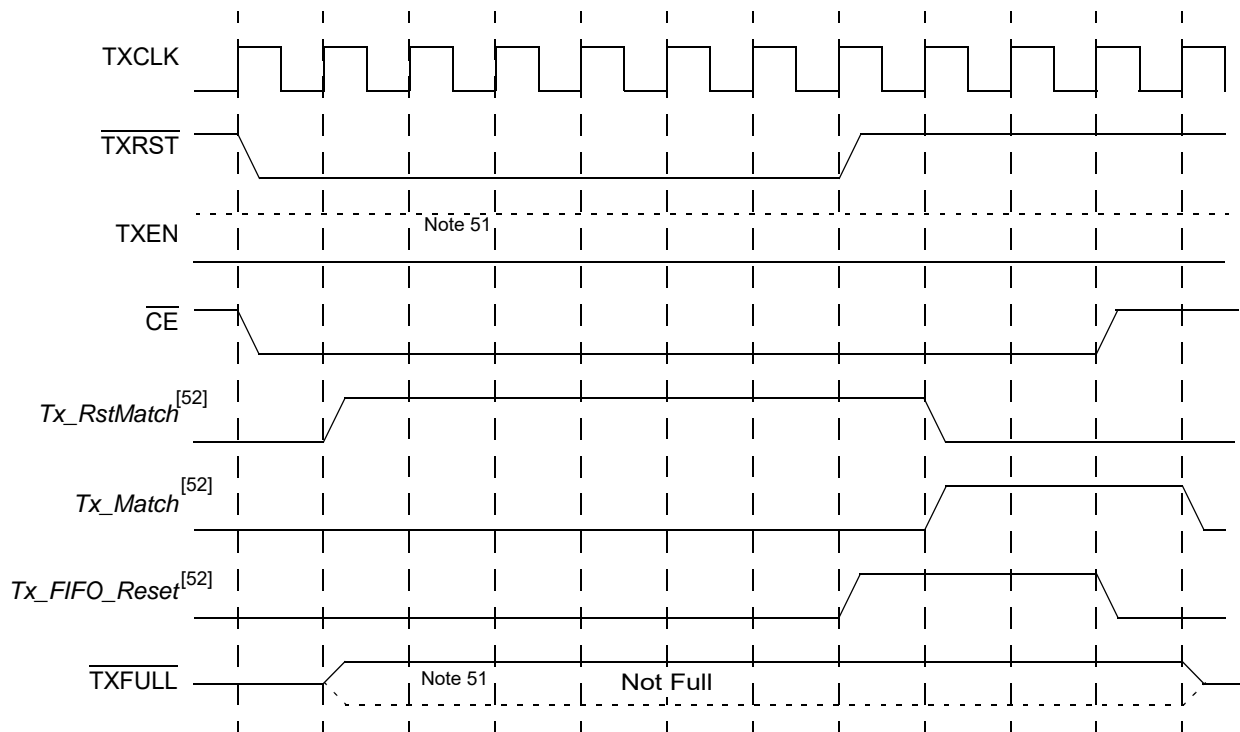 TXCLK
TXRST
TXEN
Note 51
CE
Tx_RstMatch[52]
Tx_Match[52]
Tx_FIFO_Reset[52]
TXFULL
Note 51
Not Full